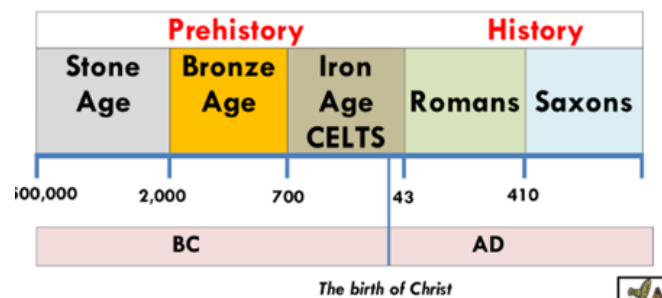 Prehistory History
Stone Age
Bronze Age
Iron Age CELTS
Romans
Saxons
2,000 700 43 410
BC AD
The birth of Christ